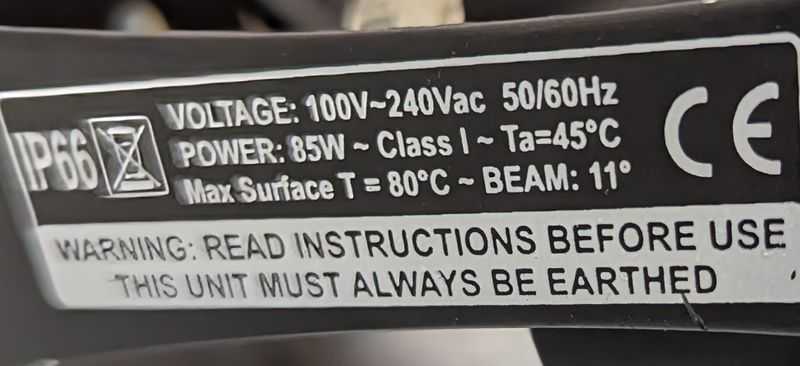 IP66
VOLTAGE: 100V~240Vac 50/60Hz
POWER: 85W ~ Class I ~ Ta=45°C
Max Surface T = 80°C ~ BEAM: 11°
CE
WARNING: READ INSTRUCTIONS BEFORE USE
THIS UNIT MUST ALWAYS BE EARTHED